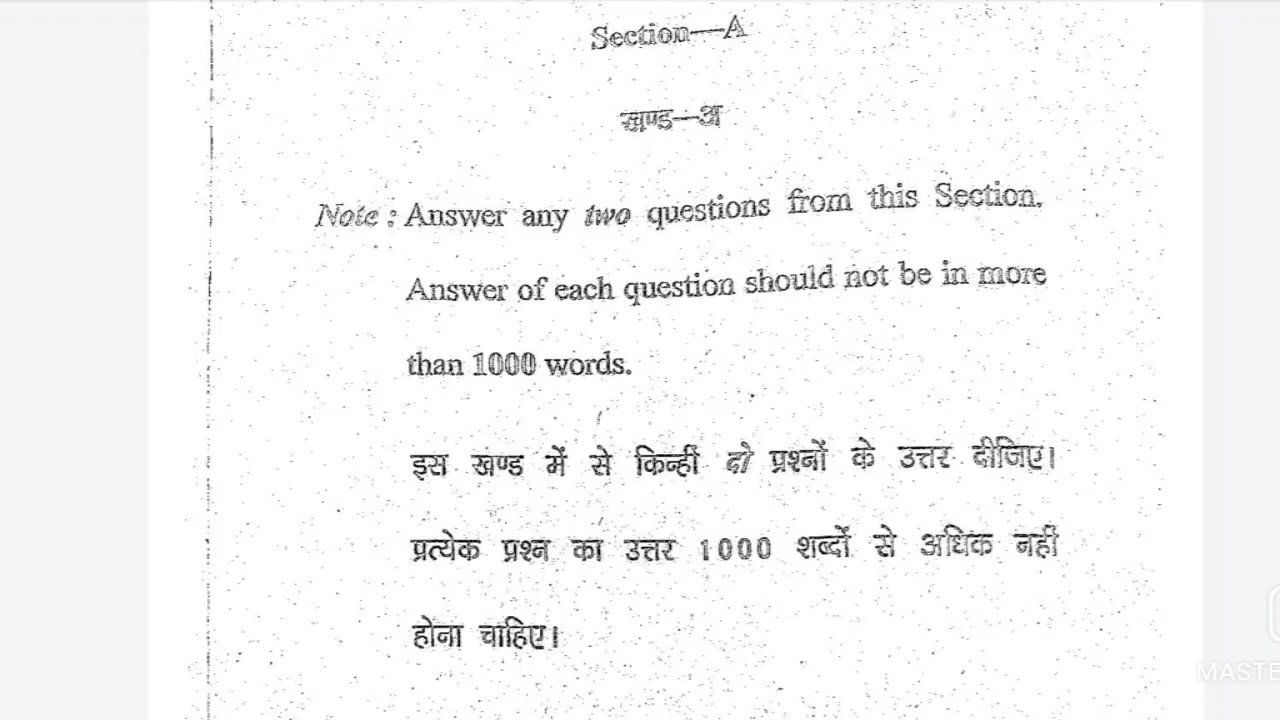 Section—A
खण्ड—अ
Note : Answer any two questions from this Section.
Answer of each question should not be in more
than 1000 words.
इस खण्ड में से किन्हीं दो प्रश्नों के उत्तर दीजिए।
प्रत्येक प्रश्न का उत्तर 1000 शब्दों से अधिक नहीं
होना चाहिए।
MASTE